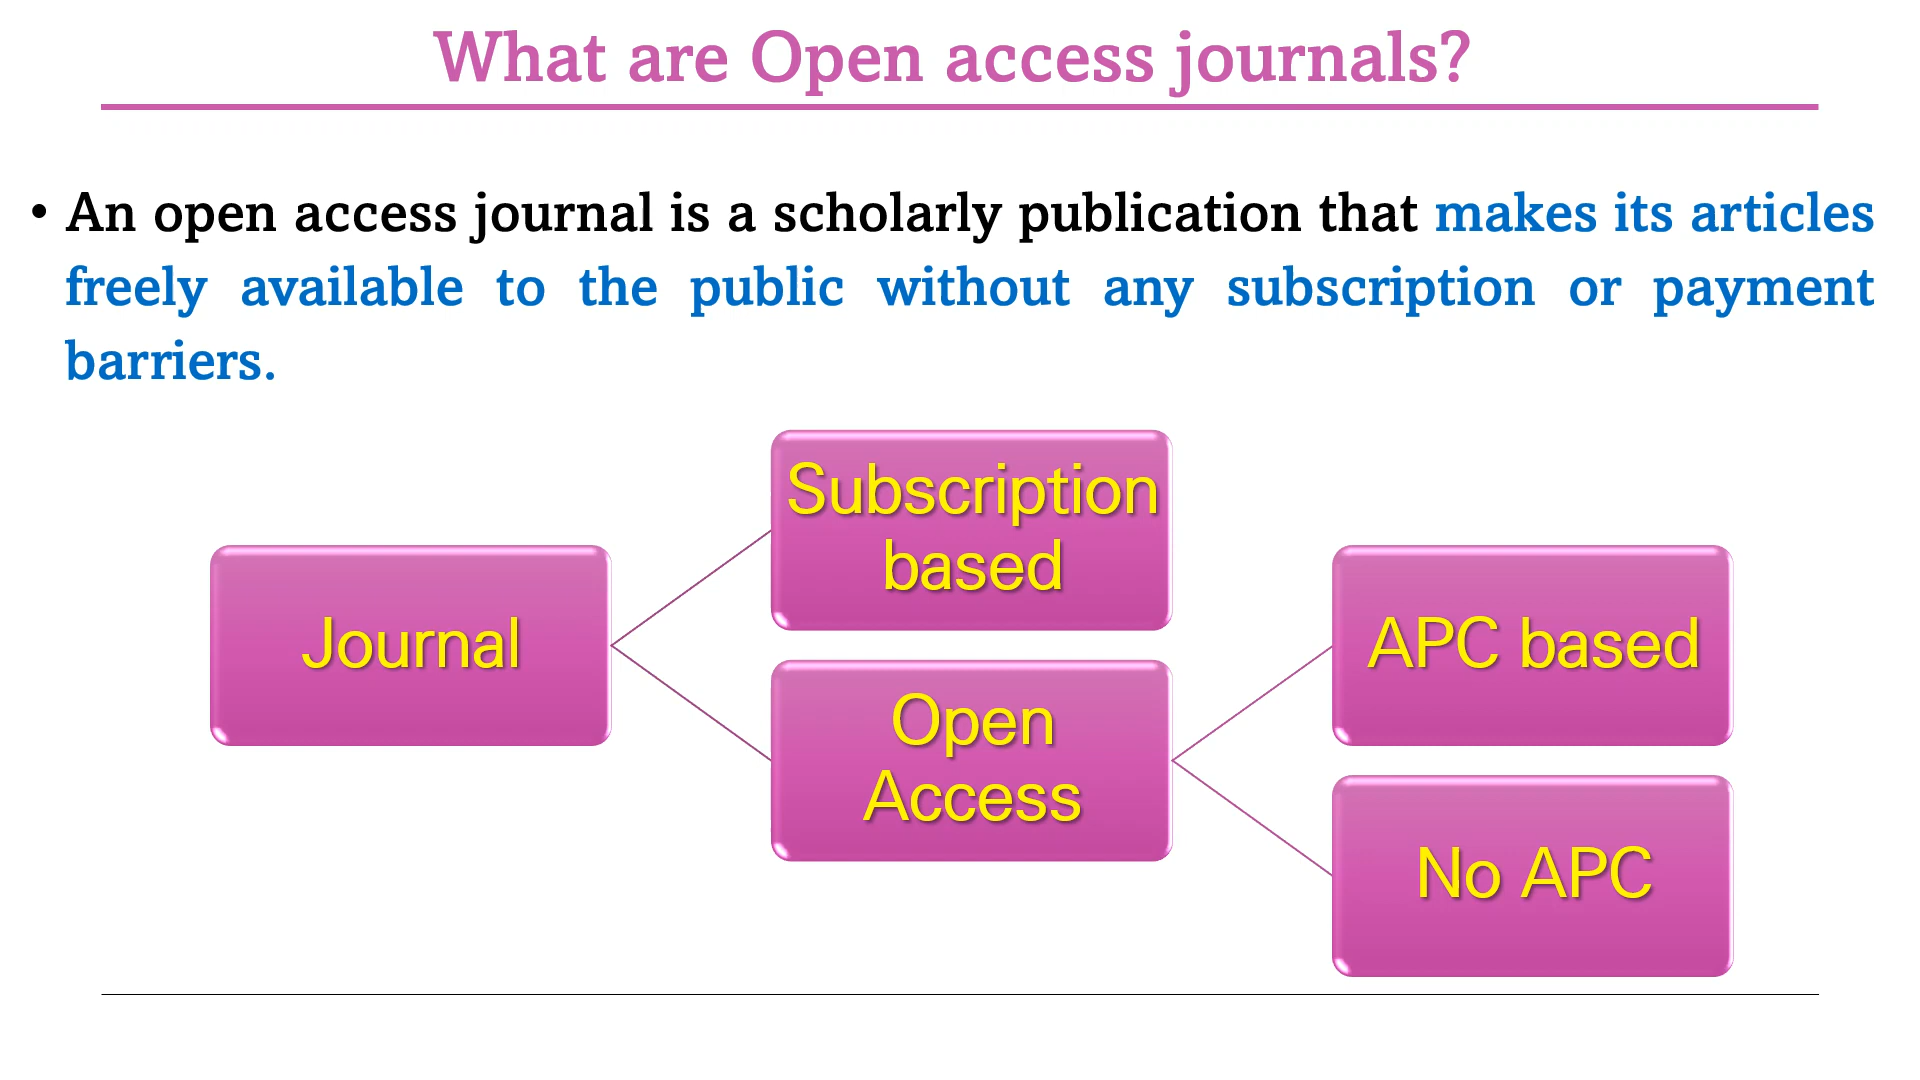 What are Open access journals?
• An open access journal is a scholarly publication that makes its articles
freely available to the public without any subscription or payment
barriers.
Subscription
based
Journal
APC based
Open
Access
No APC